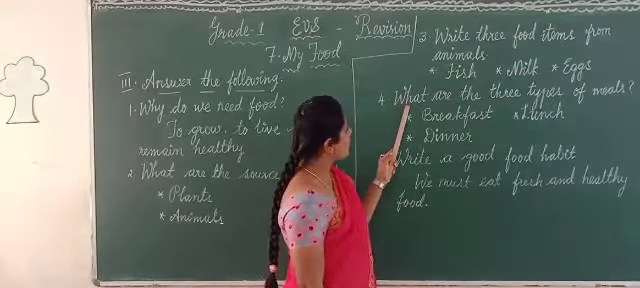 Grade-1 EVS - Revision
7. My Food
III. Answer the following:
1. Why do we need food?
To grow, to live
remain healthy
2. What are the source
* Plants
* Animals
3. Write three food items from
animals.
* Fish * Milk * Eggs
4. What are the three types of meals?
* Breakfast * Lunch
* Dinner
Write a good food habit
We must eat fresh and healthy
food.